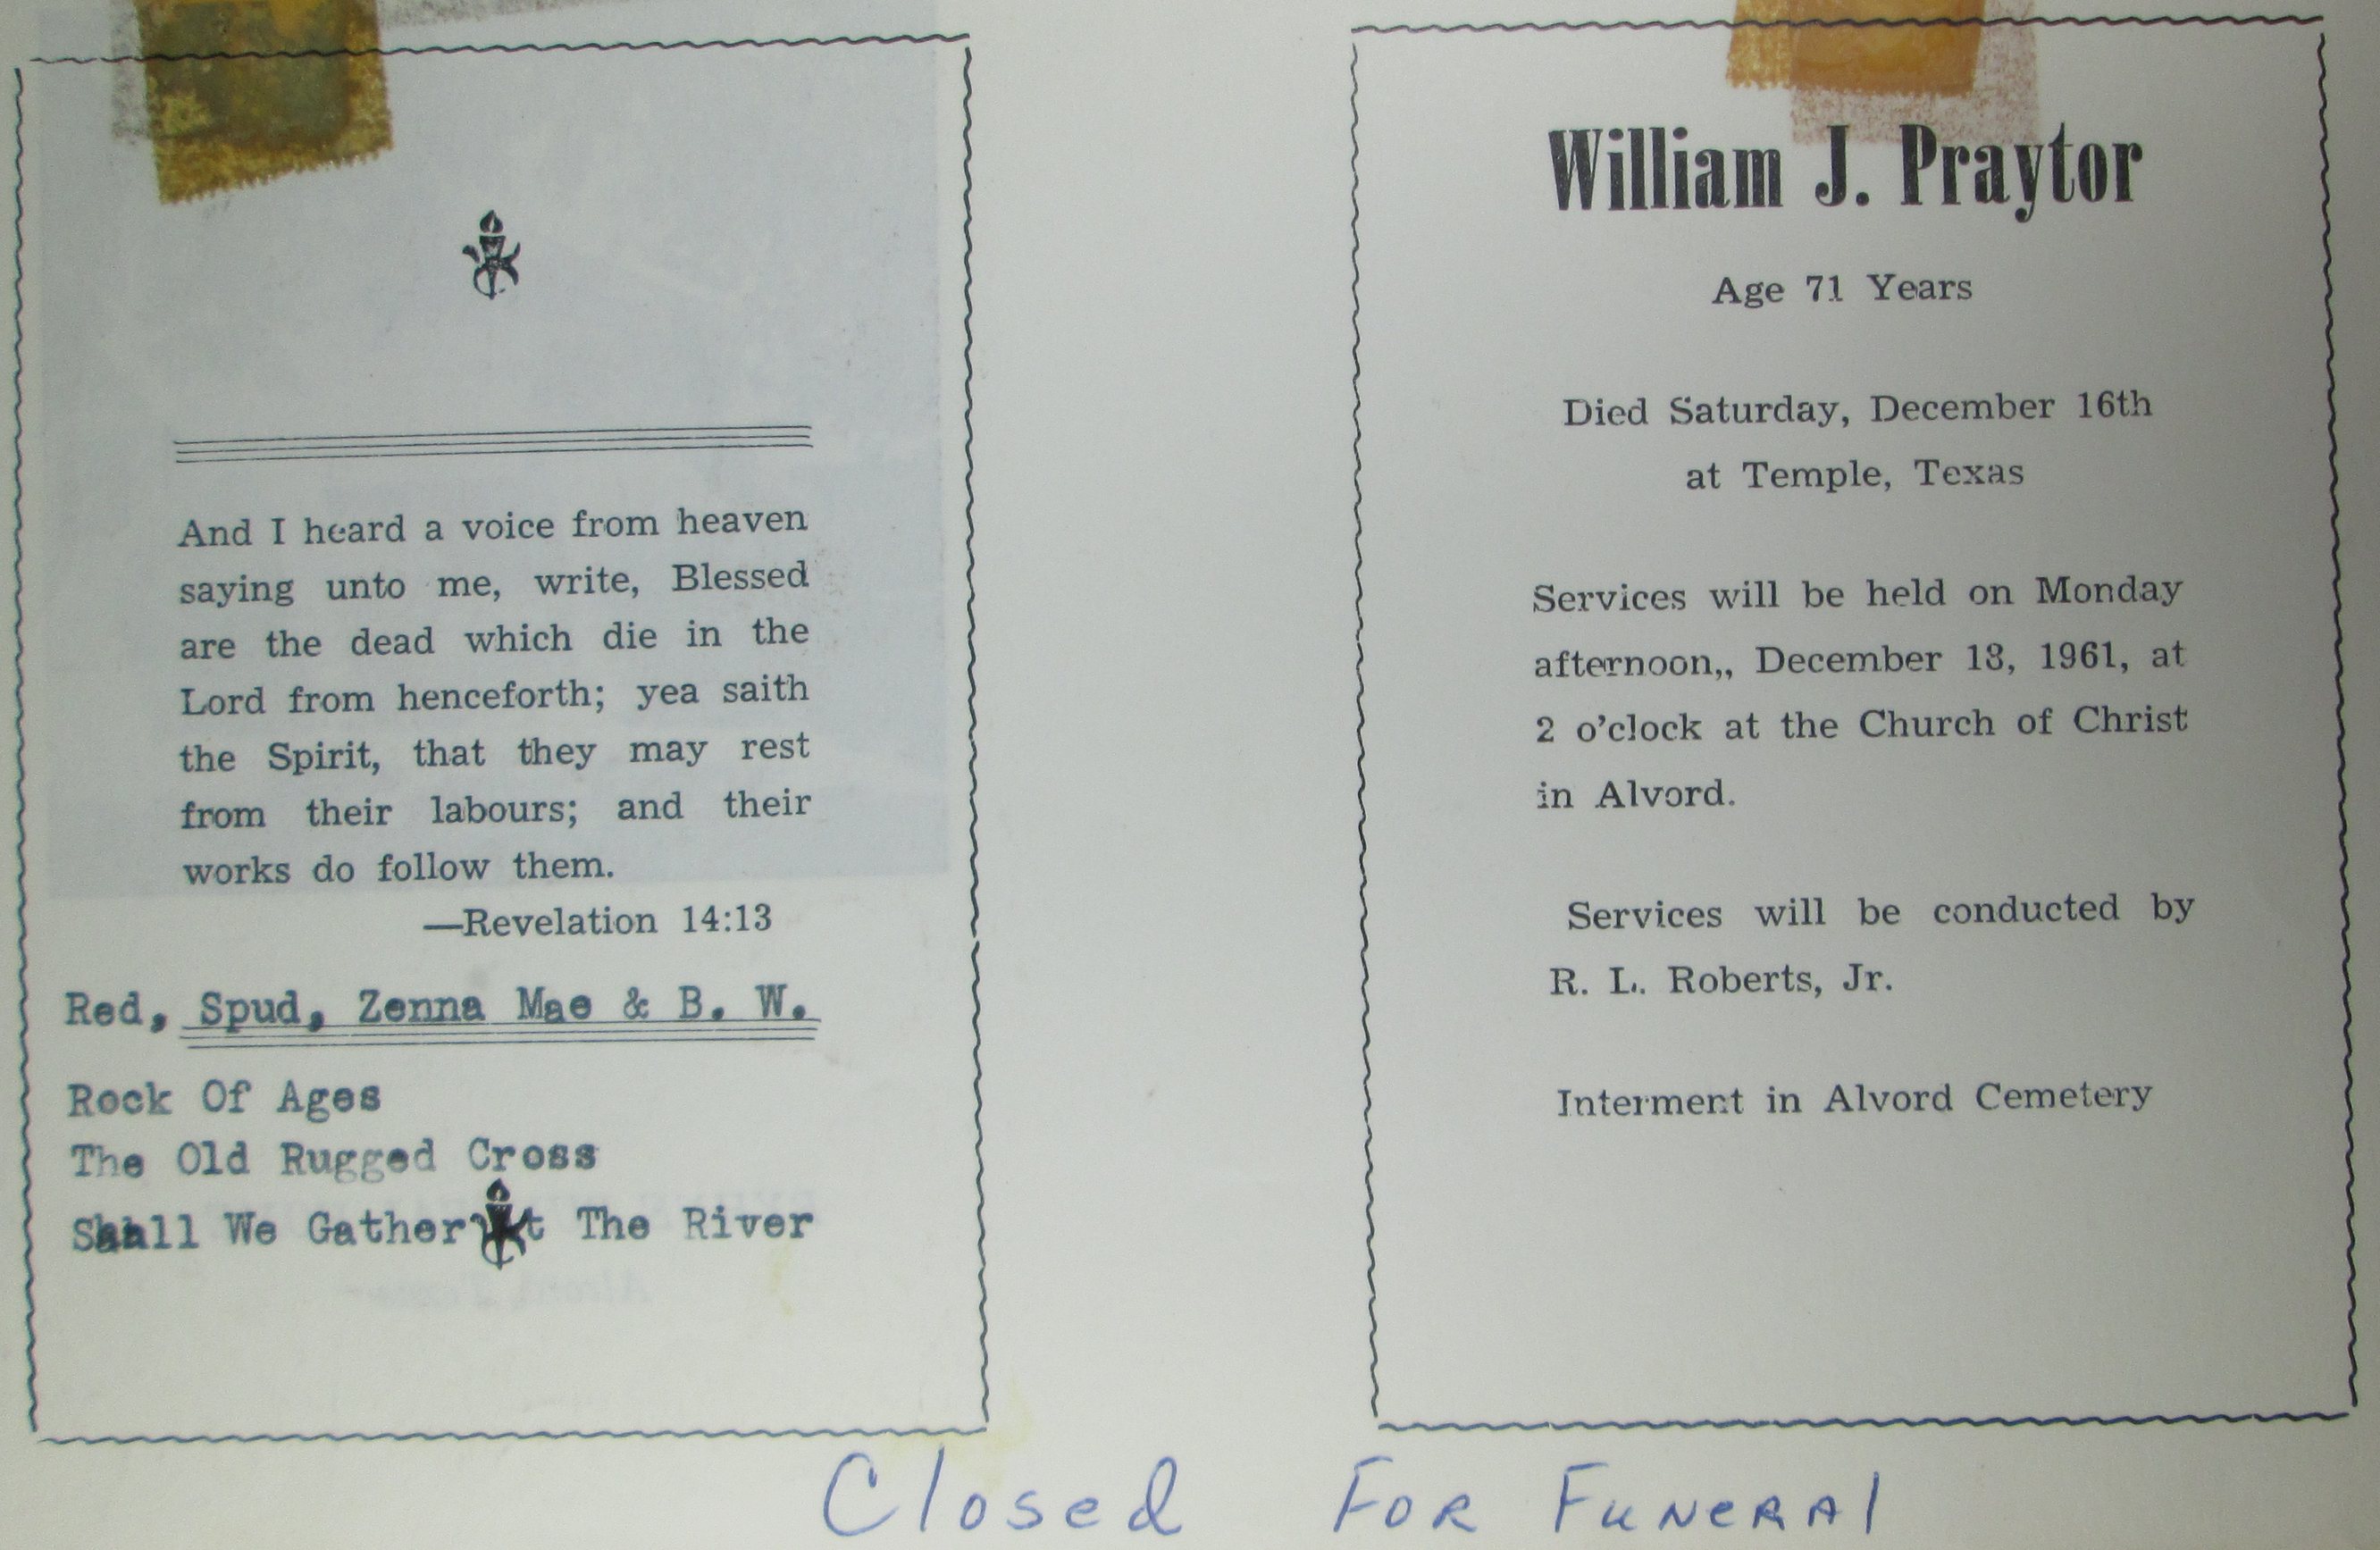 And I heard a voice from heaven
saying unto me, write, Blessed
are the dead which die in the
Lord from henceforth; yea saith
the Spirit, that they may rest
from their labours; and their
works do follow them.
—Revelation 14:13
Red, Spud, Zenna Mae & B. W.
Rock Of Ages
The Old Rugged Cross
Shall We Gather At The River
William J. Praytor
Age 71 Years
Died Saturday, December 16th
at Temple, Texas
Services will be held on Monday
afternoon,, December 18, 1961, at
2 o'clock at the Church of Christ
in Alvord.
Services will be conducted by
R. L. Roberts, Jr.
Interment in Alvord Cemetery
Closed For Funeral